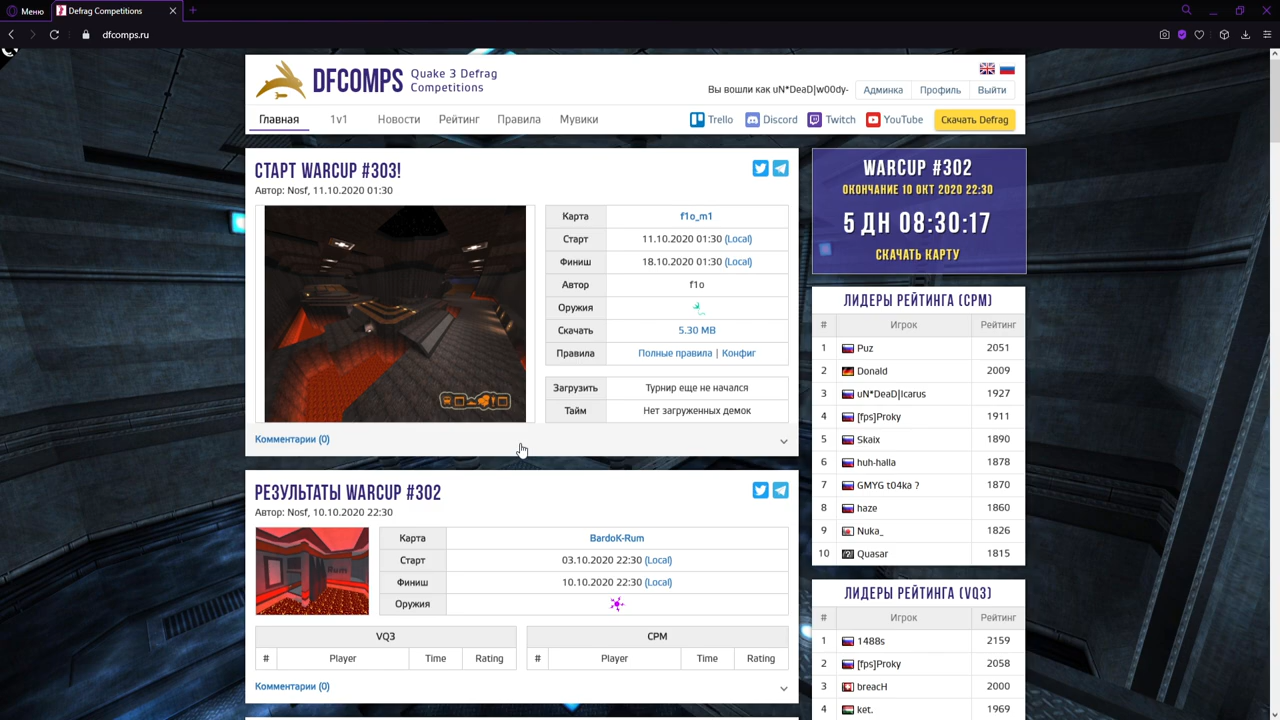 Меню
Defrag Competitions
dfcomps.ru
DFCOMPS
Quake 3 Defrag
Competitions
Вы вошли как uN*DeaD|w00dy-
Админка
Профиль
Выйти
Главная
1v1
Новости
Рейтинг
Правила
Мувики
Trello
Discord
Twitch
YouTube
Скачать Defrag
СТАРТ WARCUP #303!
Автор: Nosf, 11.10.2020 01:30
Карта f1o_m1
Старт 11.10.2020 01:30 (Local)
Финиш 18.10.2020 01:30 (Local)
Автор f1o
Оружия
Скачать 5.30 MB
Правила Полные правила | Конфиг
Загрузить Турнир еще не начался
Тайм Нет загруженных демок
Комментарии (0)
РЕЗУЛЬТАТЫ WARCUP #302
Автор: Nosf, 10.10.2020 22:30
Rum
Карта BardoK-Rum
Старт 03.10.2020 22:30 (Local)
Финиш 10.10.2020 22:30 (Local)
Оружия
VQ3
# Player Time Rating
CPM
# Player Time Rating
Комментарии (0)
WARCUP #302
ОКОНЧАНИЕ 10 ОКТ 2020 22:30
5 ДН 08:30:17
СКАЧАТЬ КАРТУ
ЛИДЕРЫ РЕЙТИНГА (CPM)
# Игрок Рейтинг
1 Puz 2051
2 Donald 2009
3 uN*DeaD|Icarus 1927
4 [fps]Proky 1911
5 Skaix 1890
6 huh-halla 1878
7 GMYG t04ka ? 1870
8 haze 1860
9 Nuka_ 1826
10 Quasar 1815
ЛИДЕРЫ РЕЙТИНГА (VQ3)
# Игрок Рейтинг
1 1488s 2159
2 [fps]Proky 2058
3 breacH 2000
4 ket. 1969